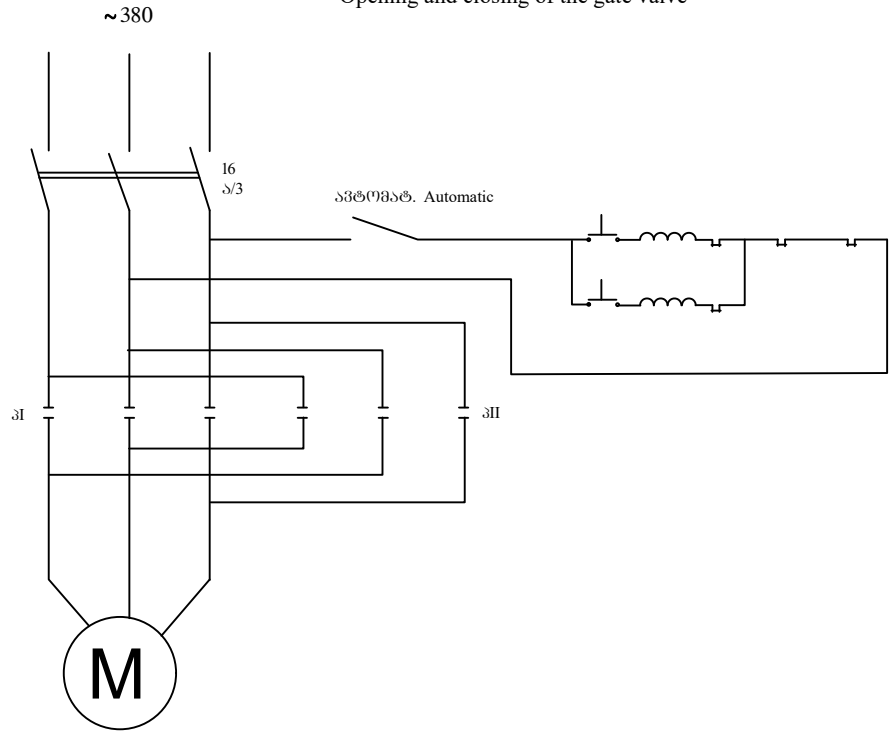 Opening and closing of the gate valve
~380
16
ა/3
ავტომატ. Automatic
პI
პII
M